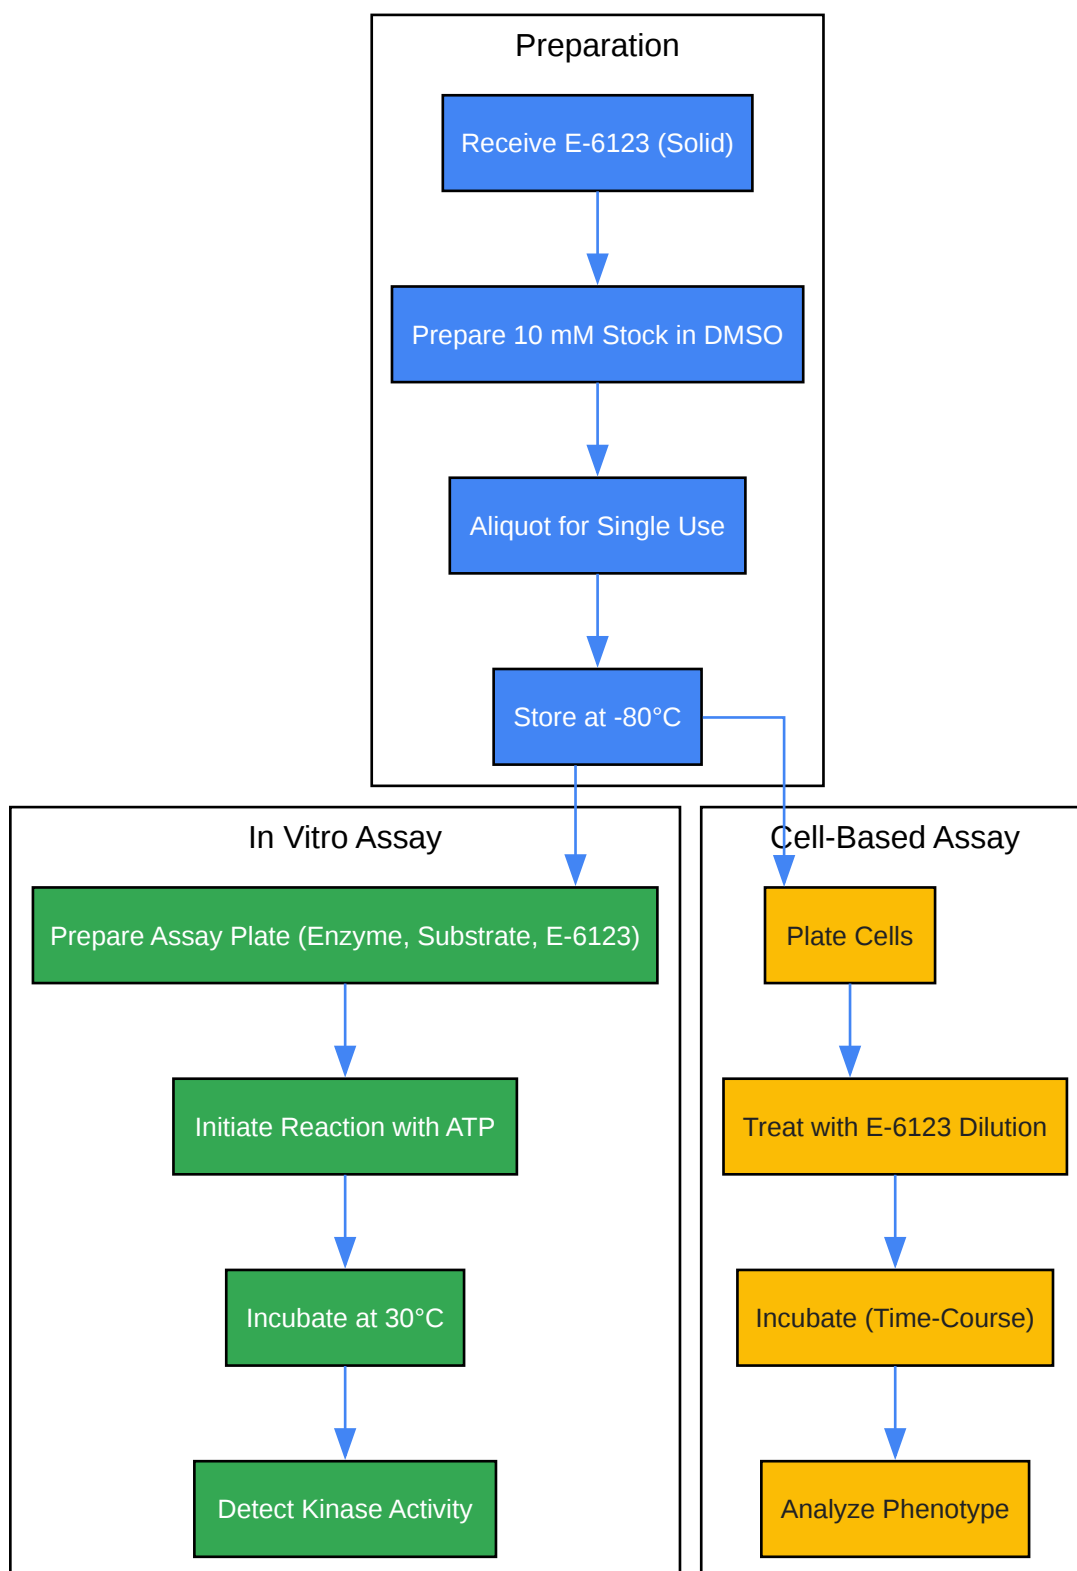 Preparation
Receive E-6123 (Solid)
Prepare 10 mM Stock in DMSO
Aliquot for Single Use
Store at -80°C
In Vitro Assay
Prepare Assay Plate (Enzyme, Substrate, E-6123)
Initiate Reaction with ATP
Incubate at 30°C
Detect Kinase Activity
Cell-Based Assay
Plate Cells
Treat with E-6123 Dilution
Incubate (Time-Course)
Analyze Phenotype